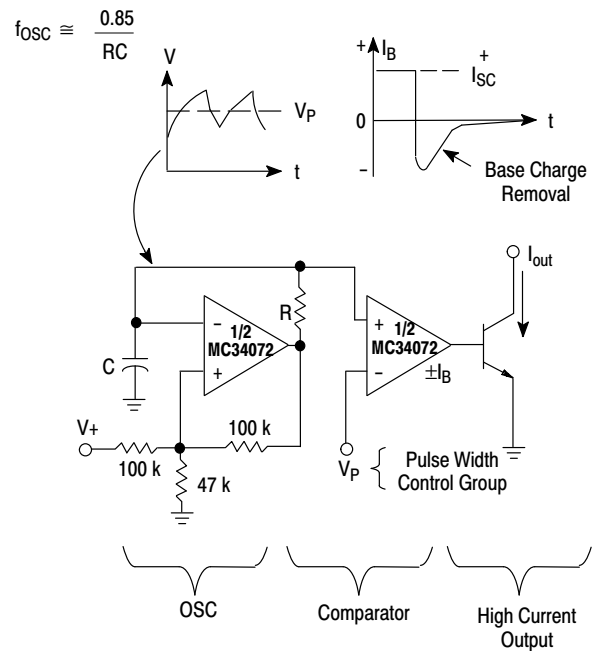 fOSC ≅ 0.85
RC
V
VP
t
+ IB
+
ISC
0
t
−
Base Charge
Removal
Iout
R
−
1/2
MC34072
+
C
+
1/2
MC34072
−
±IB
V+
100 k
100 k
47 k
VP
Pulse Width
Control Group
OSC
Comparator
High Current
Output